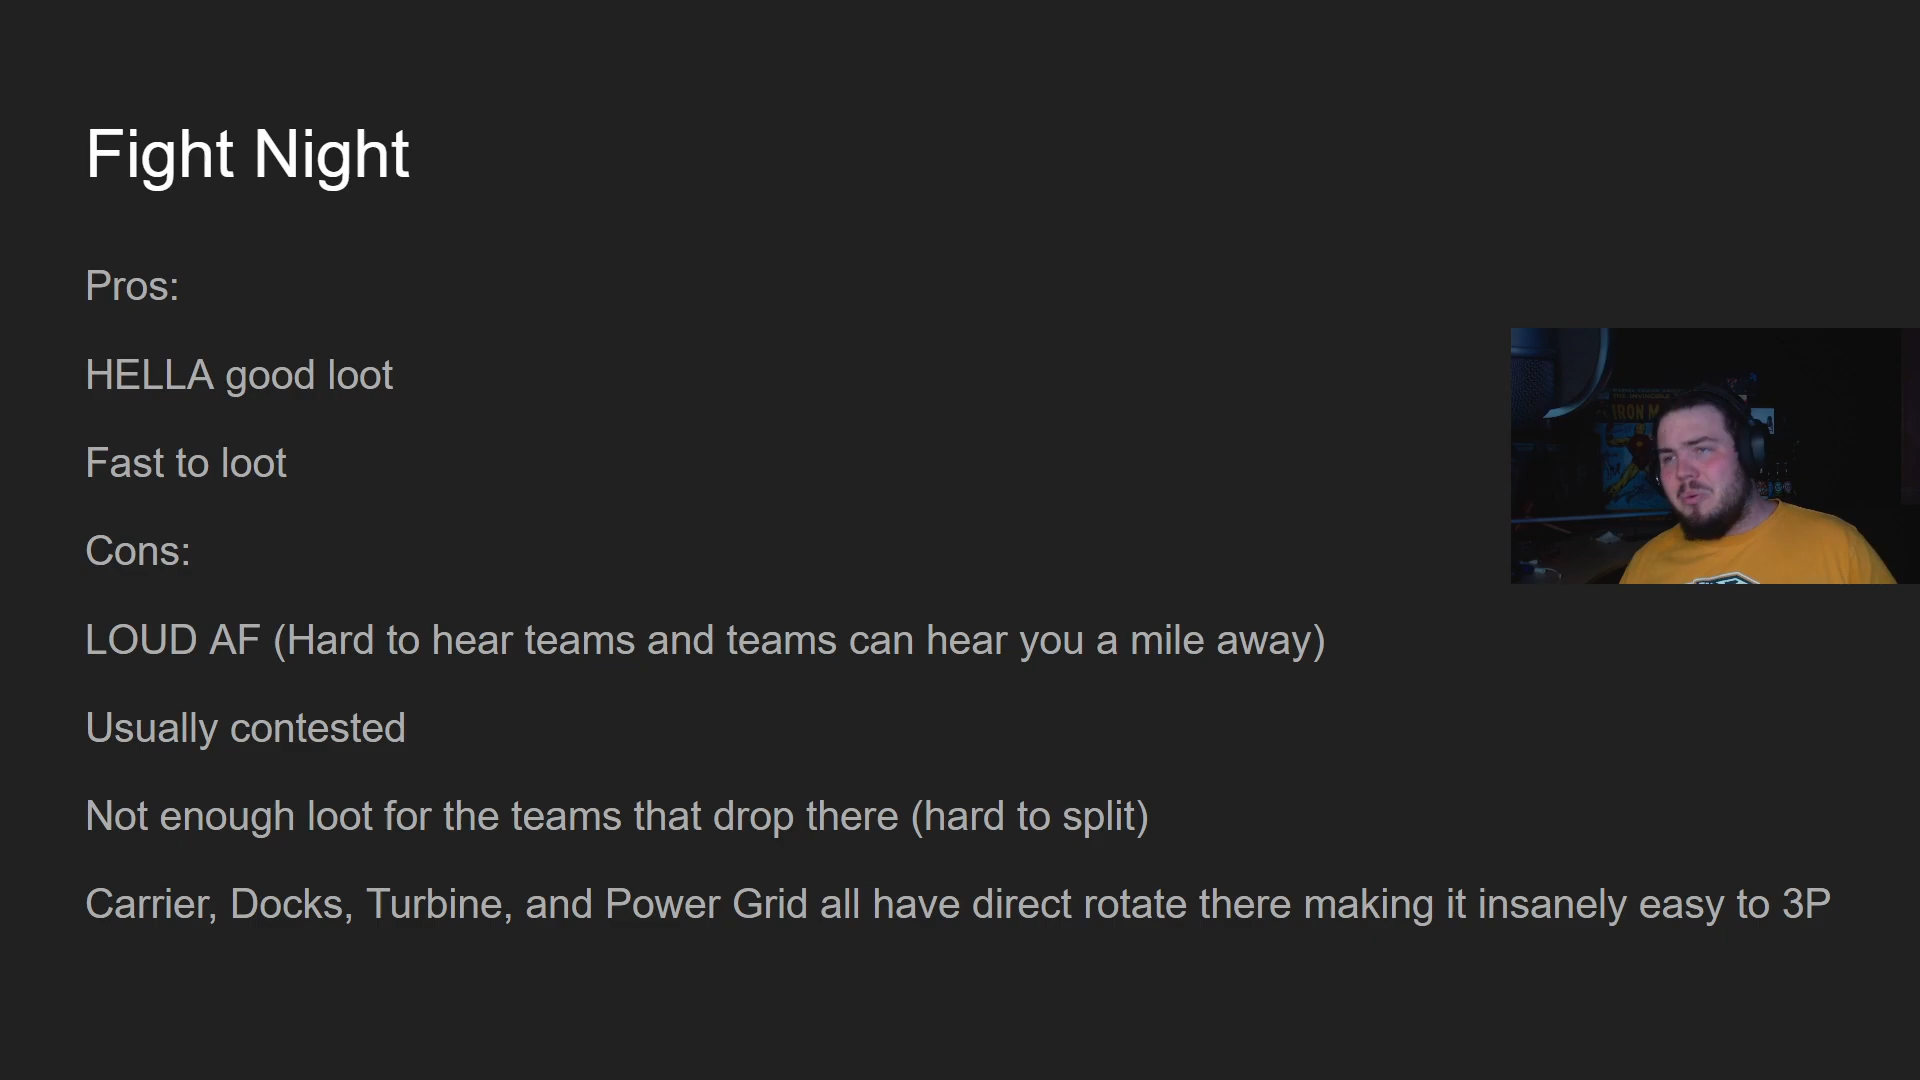 Fight Night
Pros:
HELLA good loot
Fast to loot
Cons:
LOUD AF (Hard to hear teams and teams can hear you a mile away)
Usually contested
Not enough loot for the teams that drop there (hard to split)
Carrier, Docks, Turbine, and Power Grid all have direct rotate there making it insanely easy to 3P
IRON M